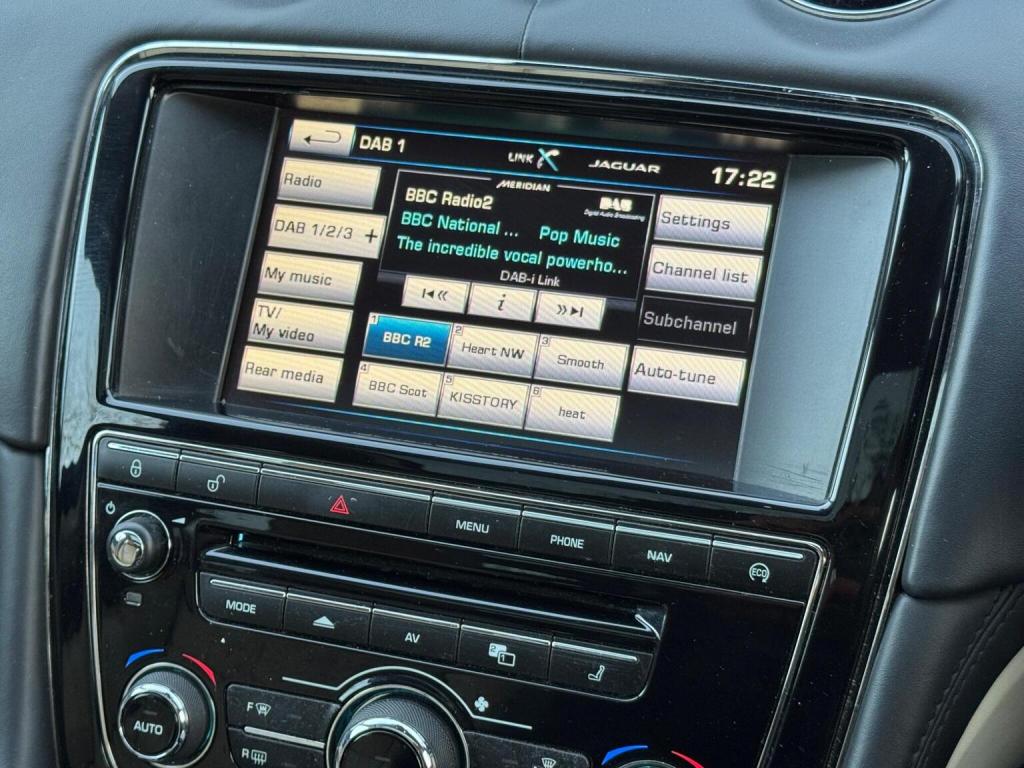 DAB 1
LINK
JAGUAR
17:22
Radio
MERIDIAN
BBC Radio2
DAB
Digital Audio Broadcasting
Settings
DAB 1/2/3 +
BBC National ... Pop Music
The incredible vocal powerho...
Channel list
My music
DAB-i Link
i
Subchannel
TV/
My video
1 BBC R2
2 Heart NW
3 Smooth
Auto-tune
Rear media
4 BBC Scot
5 KISSTORY
6 heat
MENU
PHONE
NAV
ECO
MODE
AV
2 1
AUTO
F
R